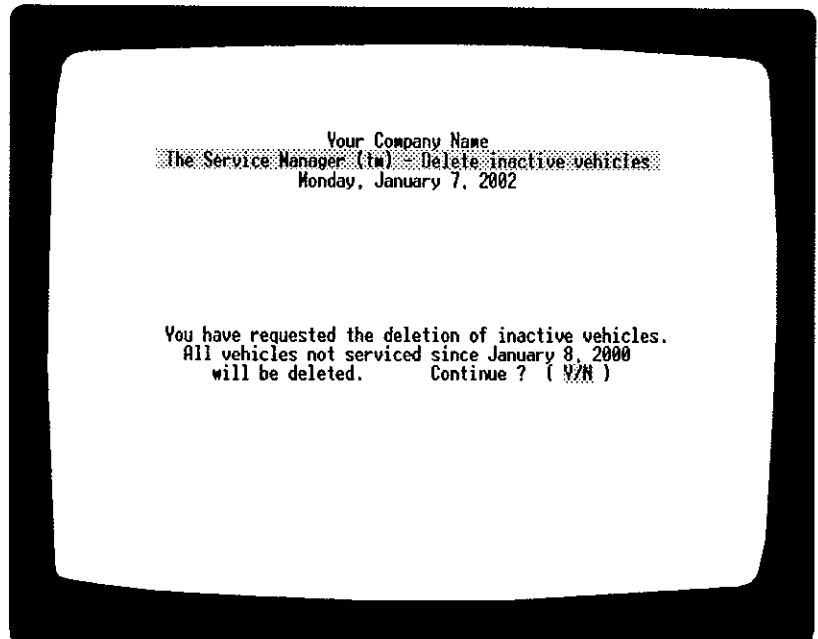 Your Company Name
The Service Manager (tm) - Delete inactive vehicles
Monday, January 7, 2002
You have requested the deletion of inactive vehicles.
All vehicles not serviced since January 8, 2000
will be deleted. Continue ? ( Y/N )